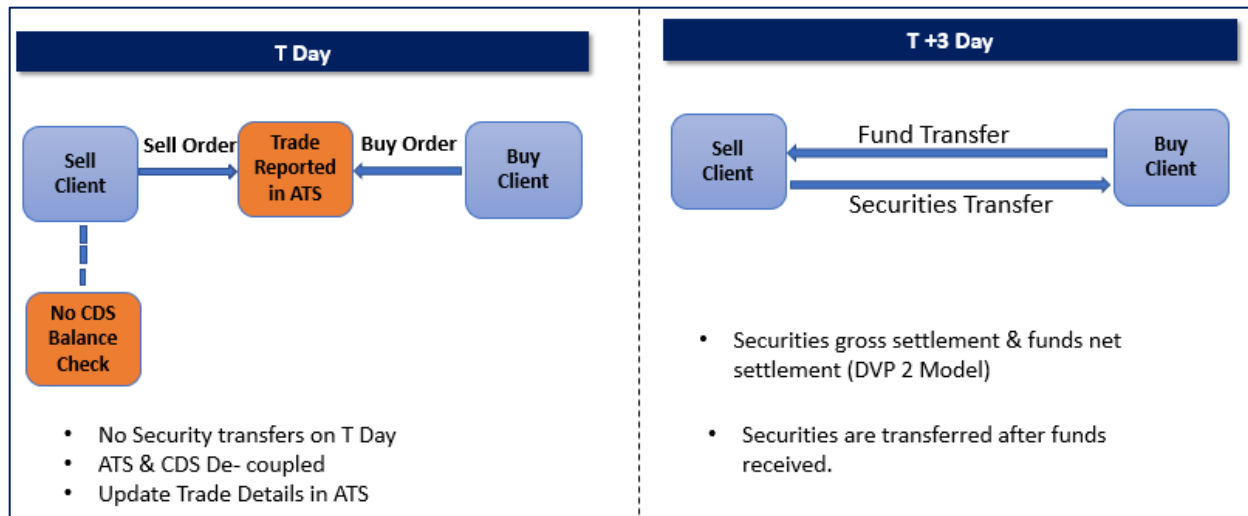 T Day
Sell Order
Buy Order
Sell
Client
Trade
Reported
in ATS
Buy
Client
No CDS
Balance
Check
• No Security transfers on T Day
• ATS & CDS De- coupled
• Update Trade Details in ATS
T +3 Day
Sell
Client
Fund Transfer
Securities Transfer
Buy
Client
• Securities gross settlement & funds net
settlement (DVP 2 Model)
• Securities are transferred after funds
received.